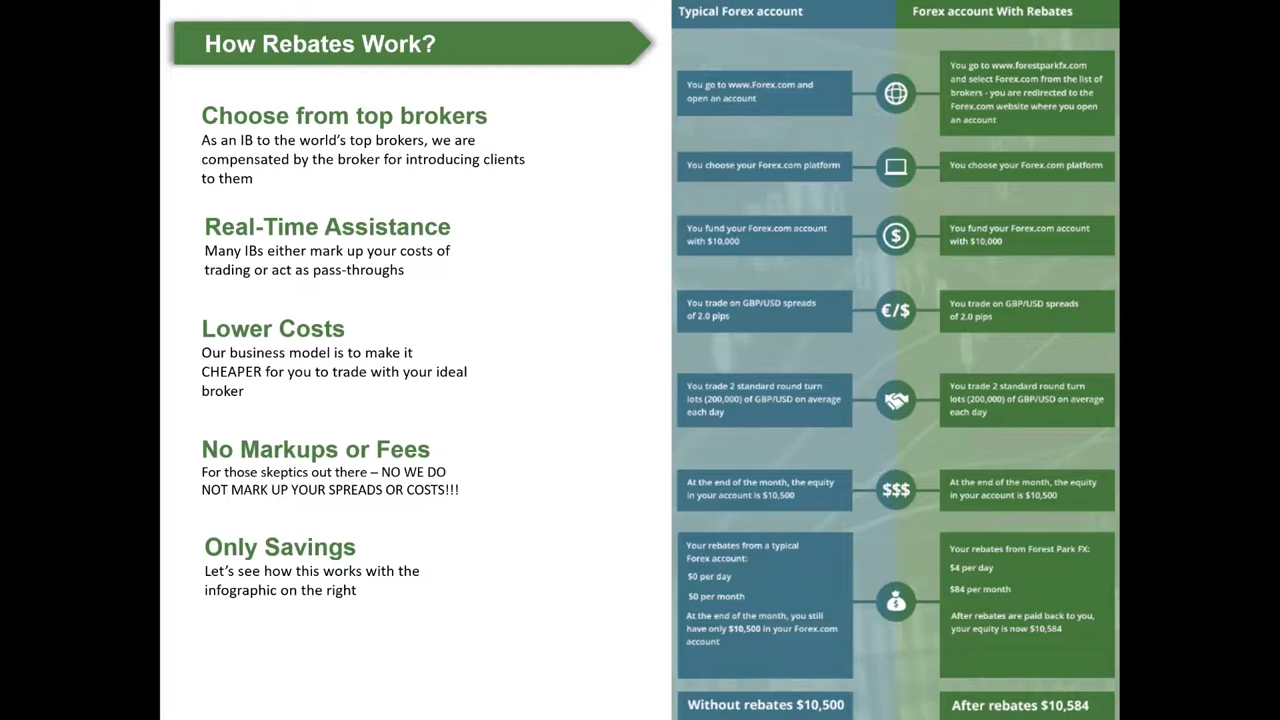 How Rebates Work?
Choose from top brokers
As an IB to the world's top brokers, we are
compensated by the broker for introducing clients
to them
Real-Time Assistance
Many IBs either mark up your costs of
trading or act as pass-throughs
Lower Costs
Our business model is to make it
CHEAPER for you to trade with your ideal
broker
No Markups or Fees
For those skeptics out there – NO WE DO
NOT MARK UP YOUR SPREADS OR COSTS!!!
Only Savings
Let's see how this works with the
infographic on the right
Typical Forex account
Forex account With Rebates
You go to www.Forex.com and
open an account
You go to www.forestparkfx.com
and select Forex.com from the list of
brokers - you are redirected to the
Forex.com website where you open
an account
You choose your Forex.com platform
You choose your Forex.com platform
You fund your Forex.com account
with $10,000
$
You fund your Forex.com account
with $10,000
You trade on GBP/USD spreads
of 2.0 pips
€/$
You trade on GBP/USD spreads
of 2.0 pips
You trade 2 standard round turn
lots (200,000) of GBP/USD on average
each day
You trade 2 standard round turn
lots (200,000) of GBP/USD on average
each day
At the end of the month, the equity
in your account is $10,500
$$$
At the end of the month, the equity
in your account is $10,500
Your rebates from a typical
Forex account:
$0 per day
$0 per month
At the end of the month, you still
have only $10,500 in your Forex.com
account
$
Your rebates from Forest Park FX:
$4 per day
$84 per month
After rebates are paid back to you,
your equity is now $10,584
Without rebates $10,500
After rebates $10,584